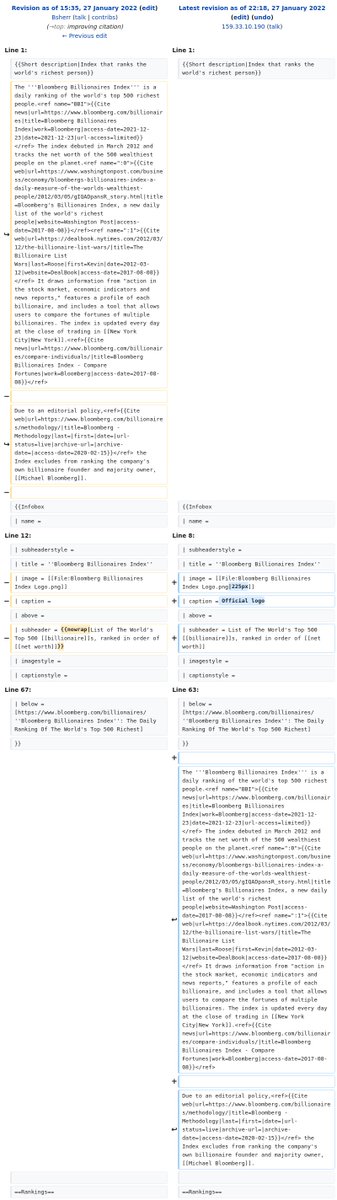 Revision as of 15:35, 27 January 2022 (edit)
Bsherr (talk | contribs)
(→top: improving citation)
← Previous edit
Latest revision as of 22:18, 27 January 2022
(edit) (undo)
159.33.10.190 (talk)
Line 1:
Line 1:
{{Short description|Index that ranks the
world's richest person}}
{{Short description|Index that ranks the
world's richest person}}
The '''Bloomberg Billionaires Index''' is a
daily ranking of the world's top 500 richest
people.<ref name="BBI">{{Cite
news|url=https://www.bloomberg.com/billionair
es|title=Bloomberg Billionaires
Index|work=Bloomberg|access-date=2021-12-
23|date=2021-12-23|url-access=limited}}
</ref> The index debuted in March 2012 and
tracks the net worth of the 500 wealthiest
people on the planet.<ref name=":0">{{Cite
web|url=https://www.washingtonpost.com/busine
ss/economy/bloombergs-billionaires-index-a-
daily-measure-of-the-worlds-wealthiest-
people/2012/03/05/gIQADpansR_story.html|title
=Bloomberg's Billionaires Index, a new daily
list of the world's richest
people|website=Washington Post|access-
date=2017-08-08}}</ref><ref name=":1">{{Cite
web|url=https://dealbook.nytimes.com/2012/03/
12/the-billionaire-list-wars/|title=The
Billionaire List
Wars|last=Roose|first=Kevin|date=2012-03-
12|website=DealBook|access-date=2017-08-08}}
</ref> It draws information from "action in
the stock market, economic indicators and
news reports," features a profile of each
billionaire, and includes a tool that allows
users to compare the fortunes of multiple
billionaires. The index is updated every day
at the close of trading in [[New York
City|New York]].<ref>{{Cite
news|url=https://www.bloomberg.com/billionair
es/compare-individuals/|title=Bloomberg
Billionaires Index - Compare
Fortunes|work=Bloomberg|access-date=2017-08-
08}}</ref>
Due to an editorial policy,<ref>{{Cite
web|url=https://www.bloomberg.com/billionaire
s/methodology/|title=Bloomberg -
Methodology|last=|first=|date=|url-
status=live|archive-url=|archive-
date=|access-date=2020-02-15}}</ref> the
Index excludes from ranking the company's
own billionaire founder and majority owner,
[[Michael Bloomberg]].
{{Infobox
{{Infobox
| name =
| name =
Line 12:
Line 8:
| subheaderstyle =
| subheaderstyle =
| title = ''Bloomberg Billionaires Index''
| title = ''Bloomberg Billionaires Index''
− | image = [[File:Bloomberg Billionaires
Index Logo.png]]
+ | image = [[File:Bloomberg Billionaires
Index Logo.png|225px]]
− | caption =
+ | caption = Official logo
| above =
| above =
− | subheader = {{nowrap|List of The World's
Top 500 [[billionaire]]s, ranked in order of
[[net worth]]}}
+ | subheader = List of The World's Top 500
[[billionaire]]s, ranked in order of [[net
worth]]
| imagestyle =
| imagestyle =
| captionstyle =
| captionstyle =
Line 67:
Line 63:
| below =
[https://www.bloomberg.com/billionaires/
''Bloomberg Billionaires Index'': The Daily
Ranking Of The World's Top 500 Richest]
| below =
[https://www.bloomberg.com/billionaires/
''Bloomberg Billionaires Index'': The Daily
Ranking Of The World's Top 500 Richest]
}}
}}
+
The '''Bloomberg Billionaires Index''' is a
daily ranking of the world's top 500 richest
people.<ref name="BBI">{{Cite
news|url=https://www.bloomberg.com/billionair
es|title=Bloomberg Billionaires
Index|work=Bloomberg|access-date=2021-12-
23|date=2021-12-23|url-access=limited}}
</ref> The index debuted in March 2012 and
tracks the net worth of the 500 wealthiest
people on the planet.<ref name=":0">{{Cite
web|url=https://www.washingtonpost.com/busine
ss/economy/bloombergs-billionaires-index-a-
daily-measure-of-the-worlds-wealthiest-
people/2012/03/05/gIQADpansR_story.html|title
=Bloomberg's Billionaires Index, a new daily
list of the world's richest
people|website=Washington Post|access-
date=2017-08-08}}</ref><ref name=":1">{{Cite
web|url=https://dealbook.nytimes.com/2012/03/
12/the-billionaire-list-wars/|title=The
Billionaire List
Wars|last=Roose|first=Kevin|date=2012-03-
12|website=DealBook|access-date=2017-08-08}}
</ref> It draws information from "action in
the stock market, economic indicators and
news reports," features a profile of each
billionaire, and includes a tool that allows
users to compare the fortunes of multiple
billionaires. The index is updated every day
at the close of trading in [[New York
City|New York]].<ref>{{Cite
news|url=https://www.bloomberg.com/billionair
es/compare-individuals/|title=Bloomberg
Billionaires Index - Compare
Fortunes|work=Bloomberg|access-date=2017-08-
08}}</ref>
+
Due to an editorial policy,<ref>{{Cite
web|url=https://www.bloomberg.com/billionaire
s/methodology/|title=Bloomberg -
Methodology|last=|first=|date=|url-
status=live|archive-url=|archive-
date=|access-date=2020-02-15}}</ref> the
Index excludes from ranking the company's
own billionaire founder and majority owner,
[[Michael Bloomberg]].
==Rankings==
==Rankings==